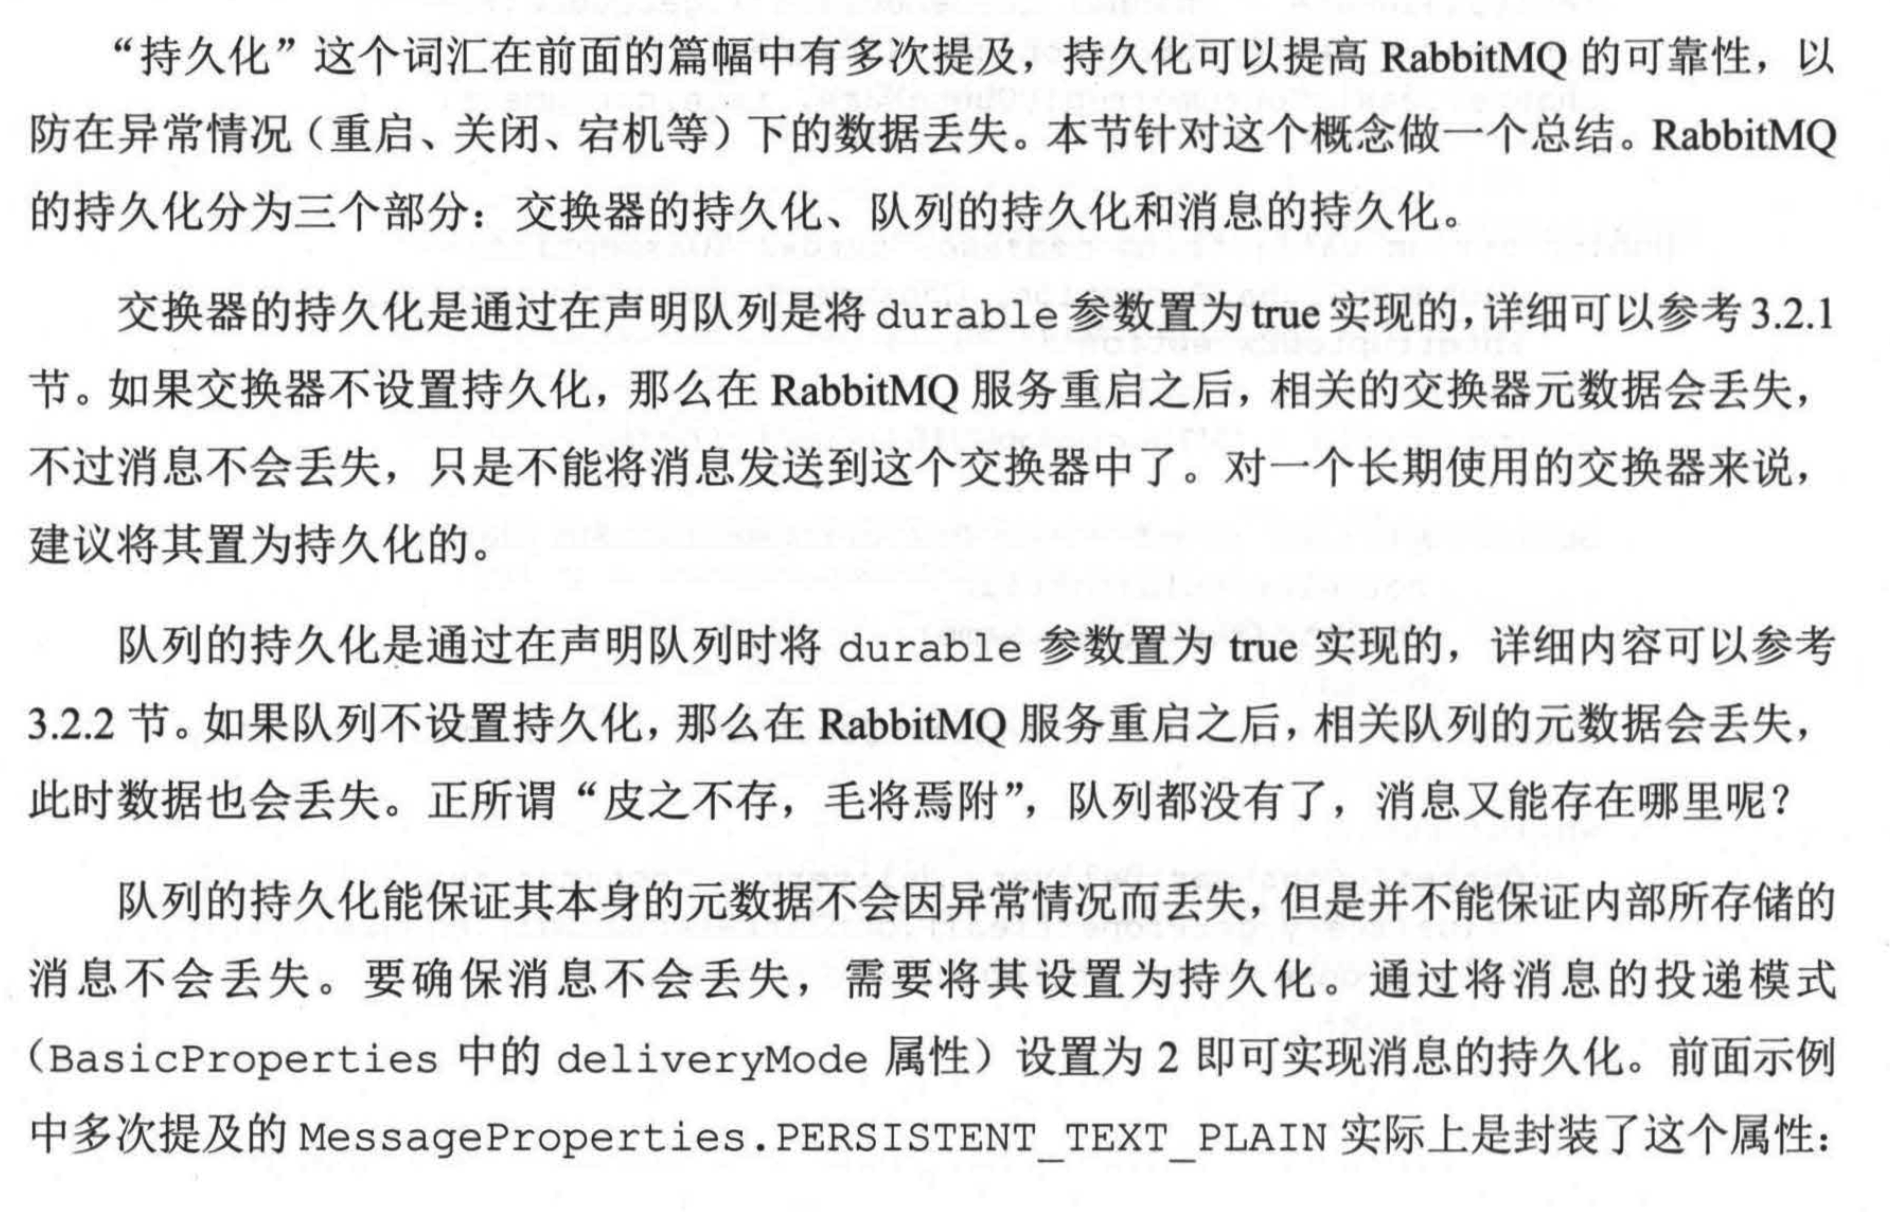 “持久化”这个词汇在前面的篇幅中有多次提及，持久化可以提高 RabbitMQ 的可靠性，以
防在异常情况（重启、关闭、宕机等）下的数据丢失。本节针对这个概念做一个总结。RabbitMQ
的持久化分为三个部分：交换器的持久化、队列的持久化和消息的持久化。
交换器的持久化是通过在声明队列是将 durable 参数置为 true 实现的，详细可以参考 3.2.1
节。如果交换器不设置持久化，那么在 RabbitMQ 服务重启之后，相关的交换器元数据会丢失，
不过消息不会丢失，只是不能将消息发送到这个交换器中了。对一个长期使用的交换器来说，
建议将其置为持久化的。
队列的持久化是通过在声明队列时将 durable 参数置为 true 实现的，详细内容可以参考
3.2.2 节。如果队列不设置持久化，那么在 RabbitMQ 服务重启之后，相关队列的元数据会丢失，
此时数据也会丢失。正所谓“皮之不存，毛将焉附”，队列都没有了，消息又能存在哪里呢？
队列的持久化能保证其本身的元数据不会因异常情况而丢失，但是并不能保证内部所存储的
消息不会丢失。要确保消息不会丢失，需要将其设置为持久化。通过将消息的投递模式
（BasicProperties 中的 deliveryMode 属性）设置为 2 即可实现消息的持久化。前面示例
中多次提及的 MessageProperties.PERSISTENT_TEXT_PLAIN 实际上是封装了这个属性：